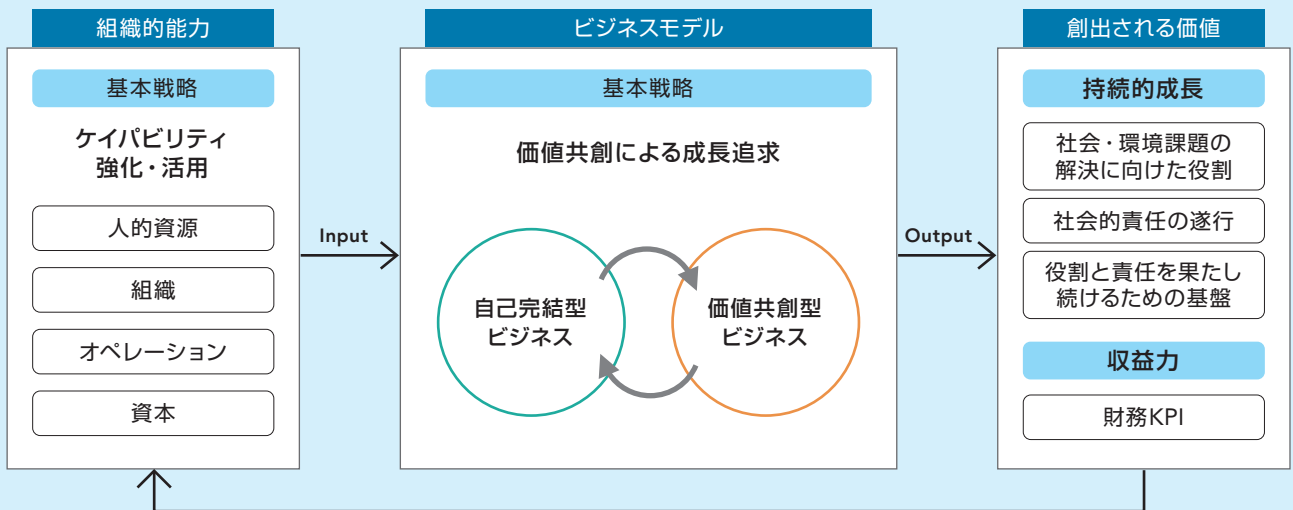 組織的能力
基本戦略
ケイパビリティ
強化・活用
人的資源
組織
オペレーション
資本
Input
ビジネスモデル
基本戦略
価値共創による成長追求
自己完結型
ビジネス
価値共創型
ビジネス
Output
創出される価値
持続的成長
社会・環境課題の
解決に向けた役割
社会的責任の遂行
役割と責任を果たし
続けるための基盤
収益力
財務KPI